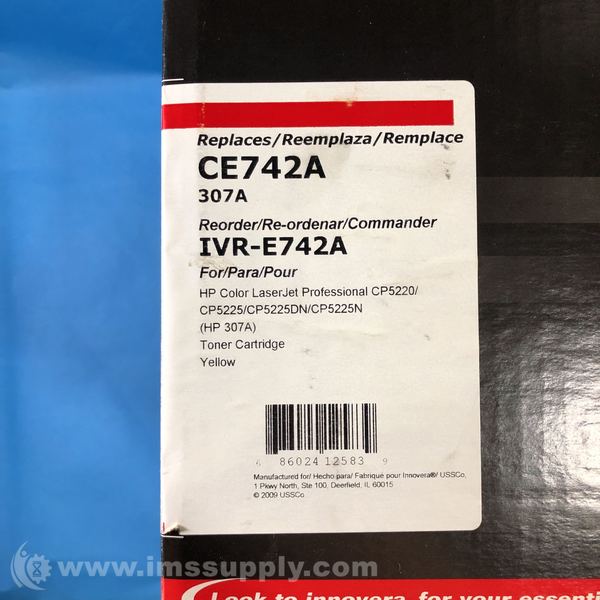 Replaces/Reemplaza/Remplace
CE742A
307A
Reorder/Re-ordenar/Commander
IVR-E742A
For/Para/Pour
HP Color LaserJet Professional CP5220/
CP5225/CP5225DN/CP5225N
(HP 307A)
Toner Cartridge
Yellow
6 86024 12583 9
Manufactured for/ Hecho para/ Fabriqué pour Innovera®/ USSCo,
1 Pkwy North, Ste 100, Deerfield, IL 60015
© 2009 USSCo
www.imssupply.com
Look to innovera, for your essenti